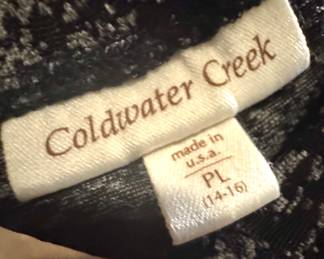 Coldwater Creek
made in
u.s.a.
PL
(14-16)